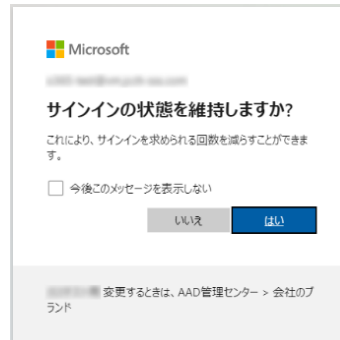 Microsoft
サインインの状態を維持しますか?
これにより、サインインを求められる回数を減らすことができま
す。
今後このメッセージを表示しない
いいえ
はい
変更するときは、AAD管理センター > 会社のブ
ランド